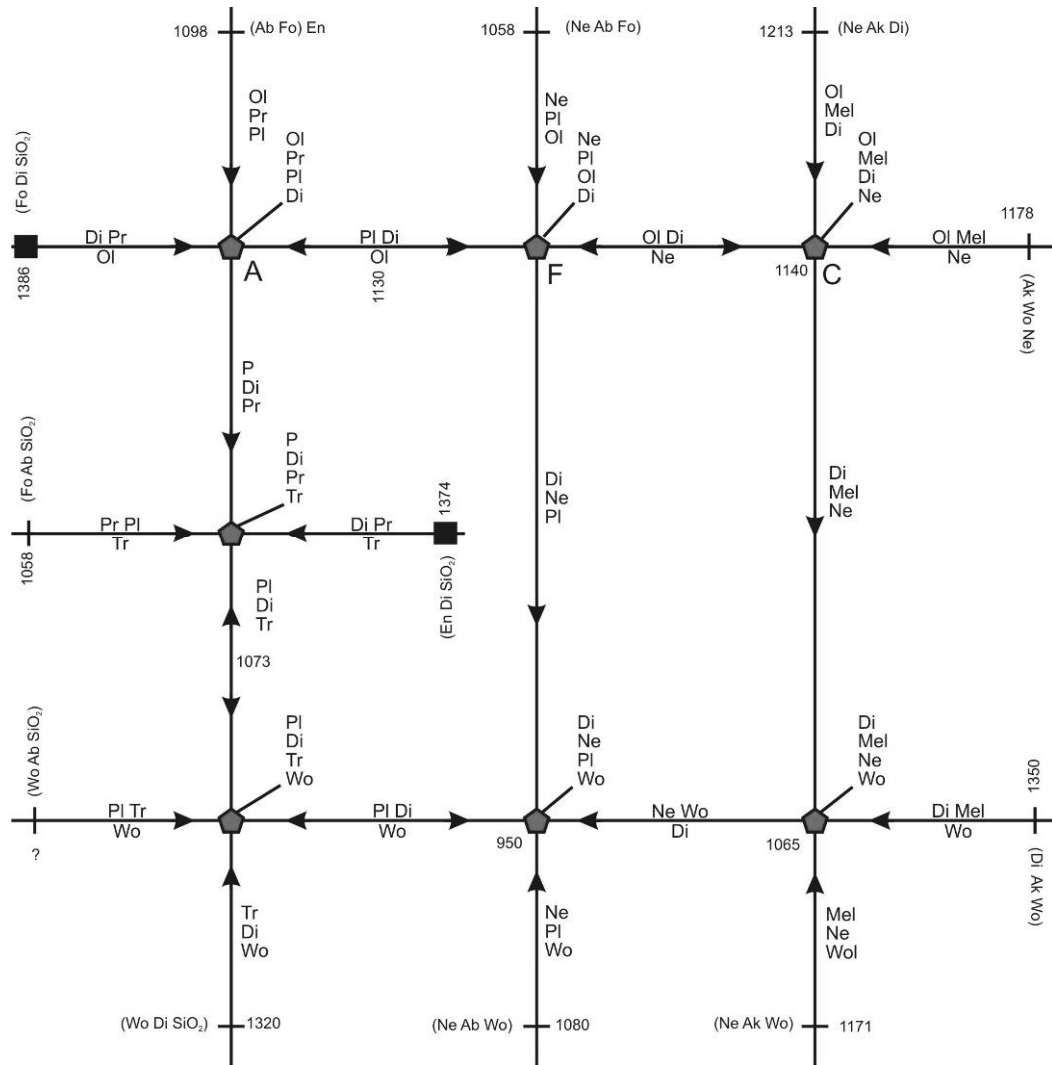 1098
(Ab Fo) En
1058
(Ne Ab Fo)
1213
(Ne Ak Di)
Ol
Pr
Pl
Ne
Pl
Ol
Ol
Mel
Di
(Fo Di SiO₂)
Ol
Pr
Pl
Di
Ne
Pl
Ol
Di
Ol
Mel
Di
Ne
1178
Di Pr
Ol
Pl Di
Ol
Ol Di
Ne
Ol Mel
Ne
1386
A
1130
F
1140
C
(Ak Wo Ne)
P
Di
Pr
(Fo Ab SiO₂)
P
Di
Pr
Tr
1374
Di
Ne
Pl
Di
Mel
Ne
Pr Pl
Tr
Di Pr
Tr
1058
(En Di SiO₂)
Pl
Di
Tr
1073
(Wo Ab SiO₂)
Pl
Di
Tr
Wo
Di
Ne
Pl
Wo
Di
Mel
Ne
Wo
1350
Pl Tr
Wo
Pl Di
Wo
Ne Wo
Di
Di Mel
Wo
?
950
1065
(Di Ak Wo)
Tr
Di
Wo
Ne
Pl
Wo
Mel
Ne
Wol
(Wo Di SiO₂)
1320
(Ne Ab Wo)
1080
(Ne Ak Wo)
1171